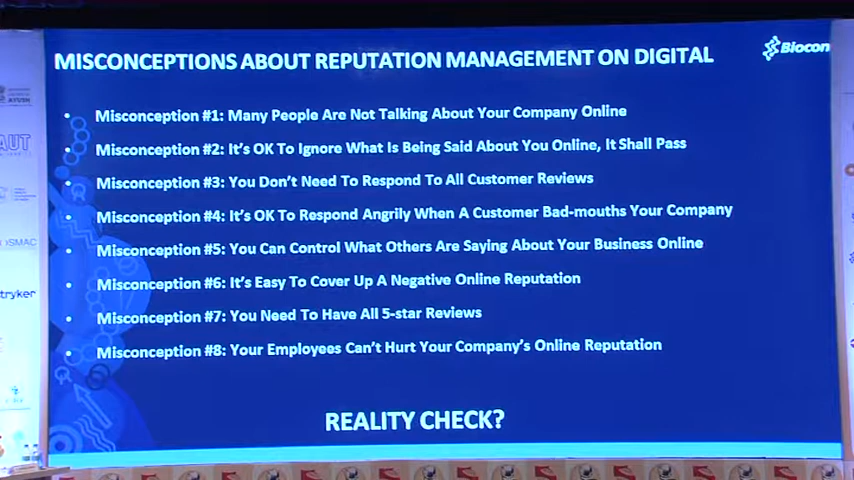 MISCONCEPTIONS ABOUT REPUTATION MANAGEMENT ON DIGITAL
Biocon
• Misconception #1: Many People Are Not Talking About Your Company Online
• Misconception #2: It's OK To Ignore What Is Being Said About You Online, It Shall Pass
• Misconception #3: You Don't Need To Respond To All Customer Reviews
• Misconception #4: It's OK To Respond Angrily When A Customer Bad-mouths Your Company
• Misconception #5: You Can Control What Others Are Saying About Your Business Online
• Misconception #6: It's Easy To Cover Up A Negative Online Reputation
• Misconception #7: You Need To Have All 5-star Reviews
• Misconception #8: Your Employees Can't Hurt Your Company's Online Reputation
REALITY CHECK?
AYUSH
AUT
OSMAC
tryker